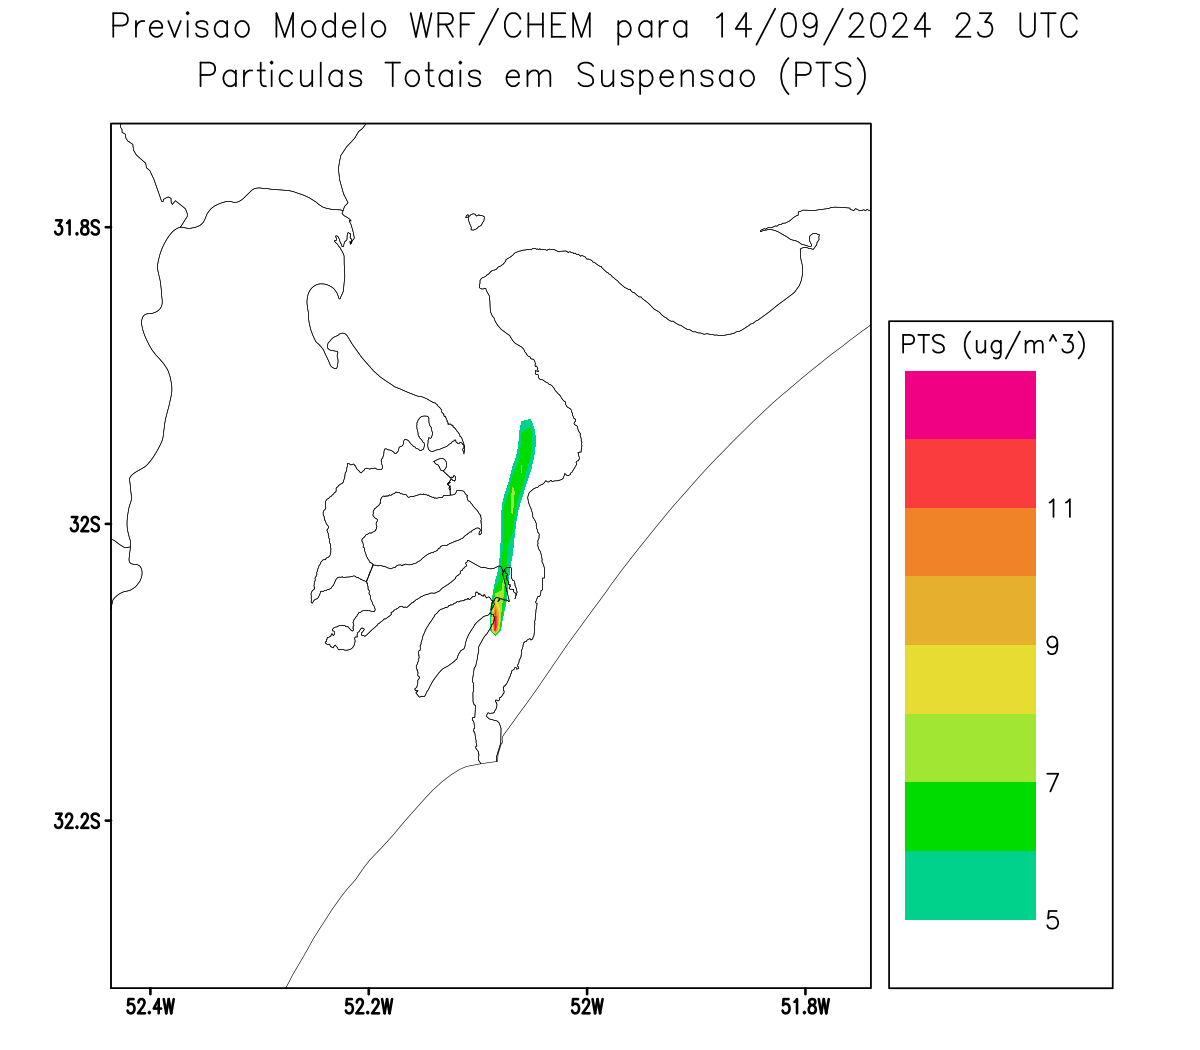 Previsao Modelo WRF/CHEM para 14/09/2024 23 UTC
Particulas Totais em Suspensao (PTS)
31.8S
32S
32.2S
52.4W
52.2W
52W
51.8W
PTS (ug/m^3)
11
9
7
5